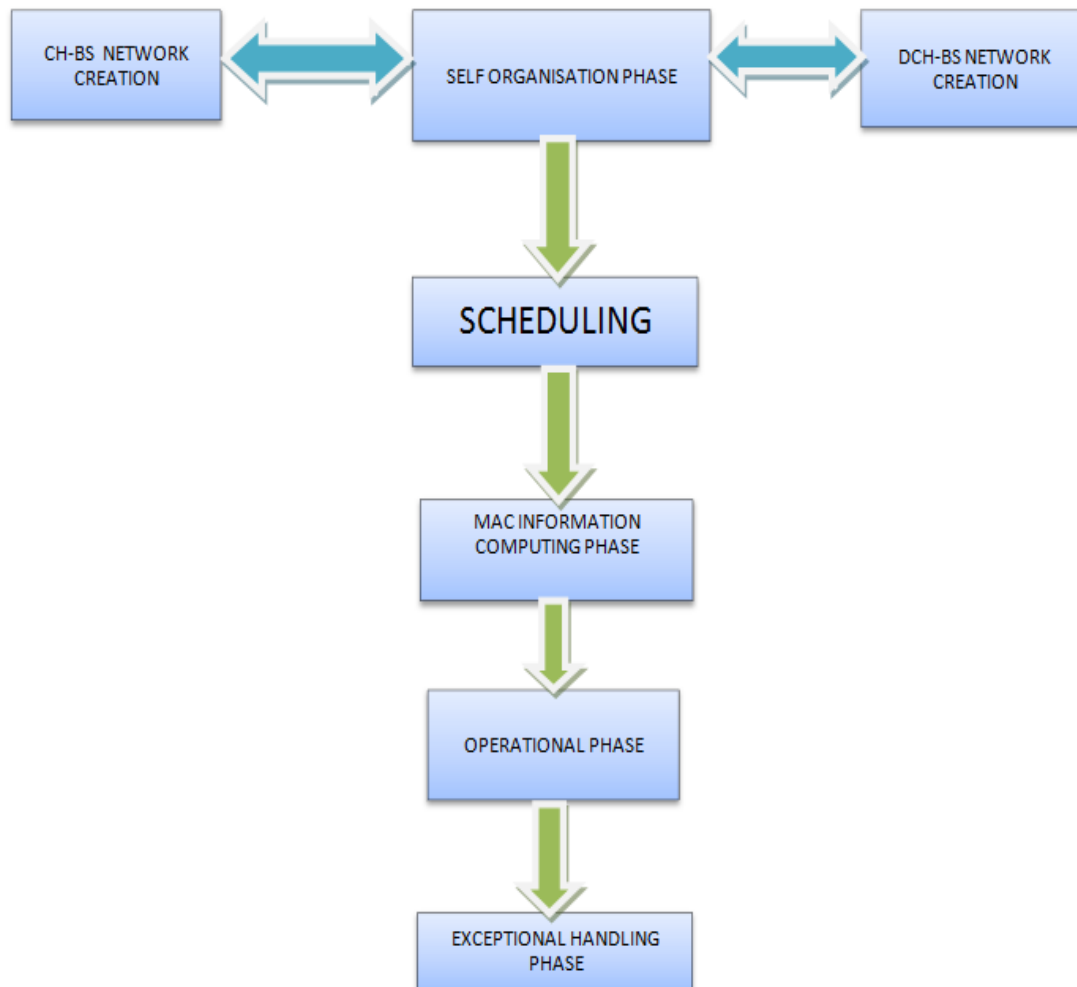 CH-BS NETWORK
CREATION
SELF ORGANISATION PHASE
DCH-BS NETWORK
CREATION
SCHEDULING
MAC INFORMATION
COMPUTING PHASE
OPERATIONAL PHASE
EXCEPTIONAL HANDLING
PHASE